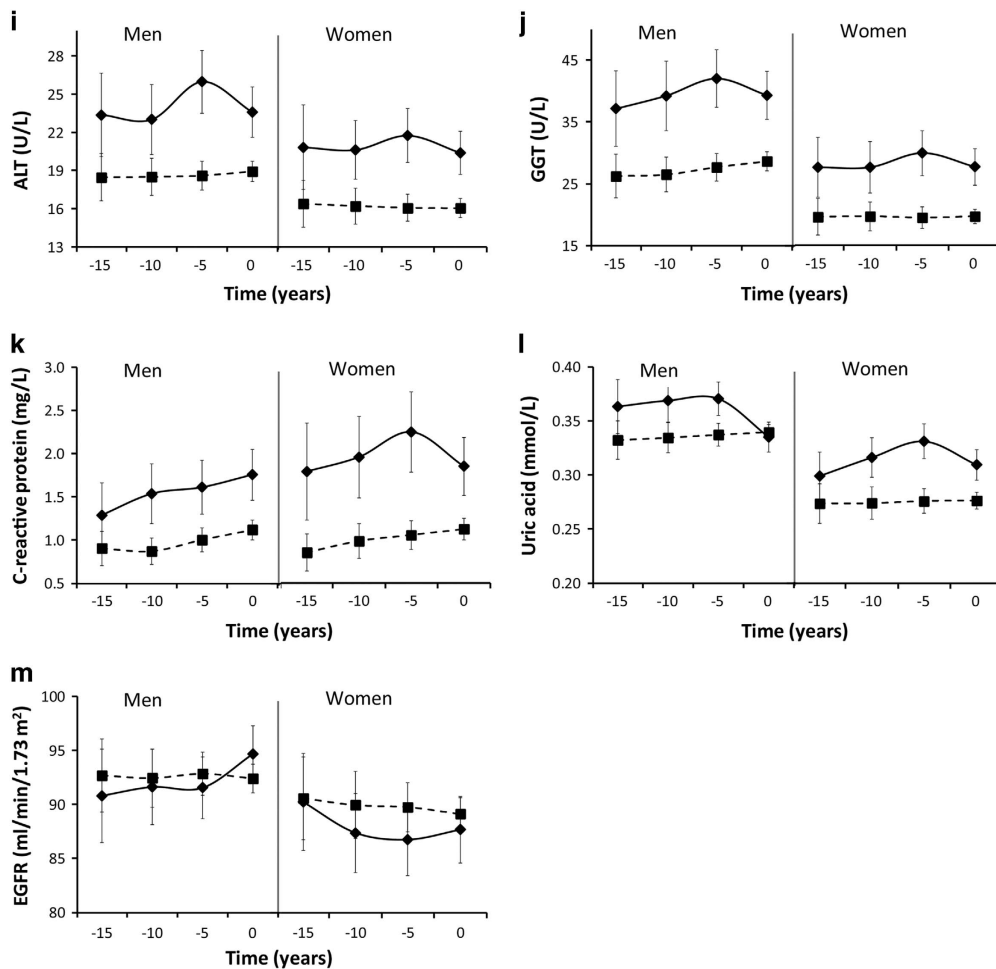 i
Men
Women
ALT (U/L)
28
25
22
19
16
13
-15 -10 -5 0 -15 -10 -5 0
Time (years)
j
Men
Women
GGT (U/L)
45
35
25
15
-15 -10 -5 0 -15 -10 -5 0
Time (years)
k
Men
Women
C-reactive protein (mg/L)
3.0
2.5
2.0
1.5
1.0
0.5
-15 -10 -5 0 -15 -10 -5 0
Time (years)
l
Men
Women
Uric acid (mmol/L)
0.40
0.35
0.30
0.25
0.20
-15 -10 -5 0 -15 -10 -5 0
Time (years)
m
Men
Women
EGFR (ml/min/1.73 m²)
100
95
90
85
80
-15 -10 -5 0 -15 -10 -5 0
Time (years)